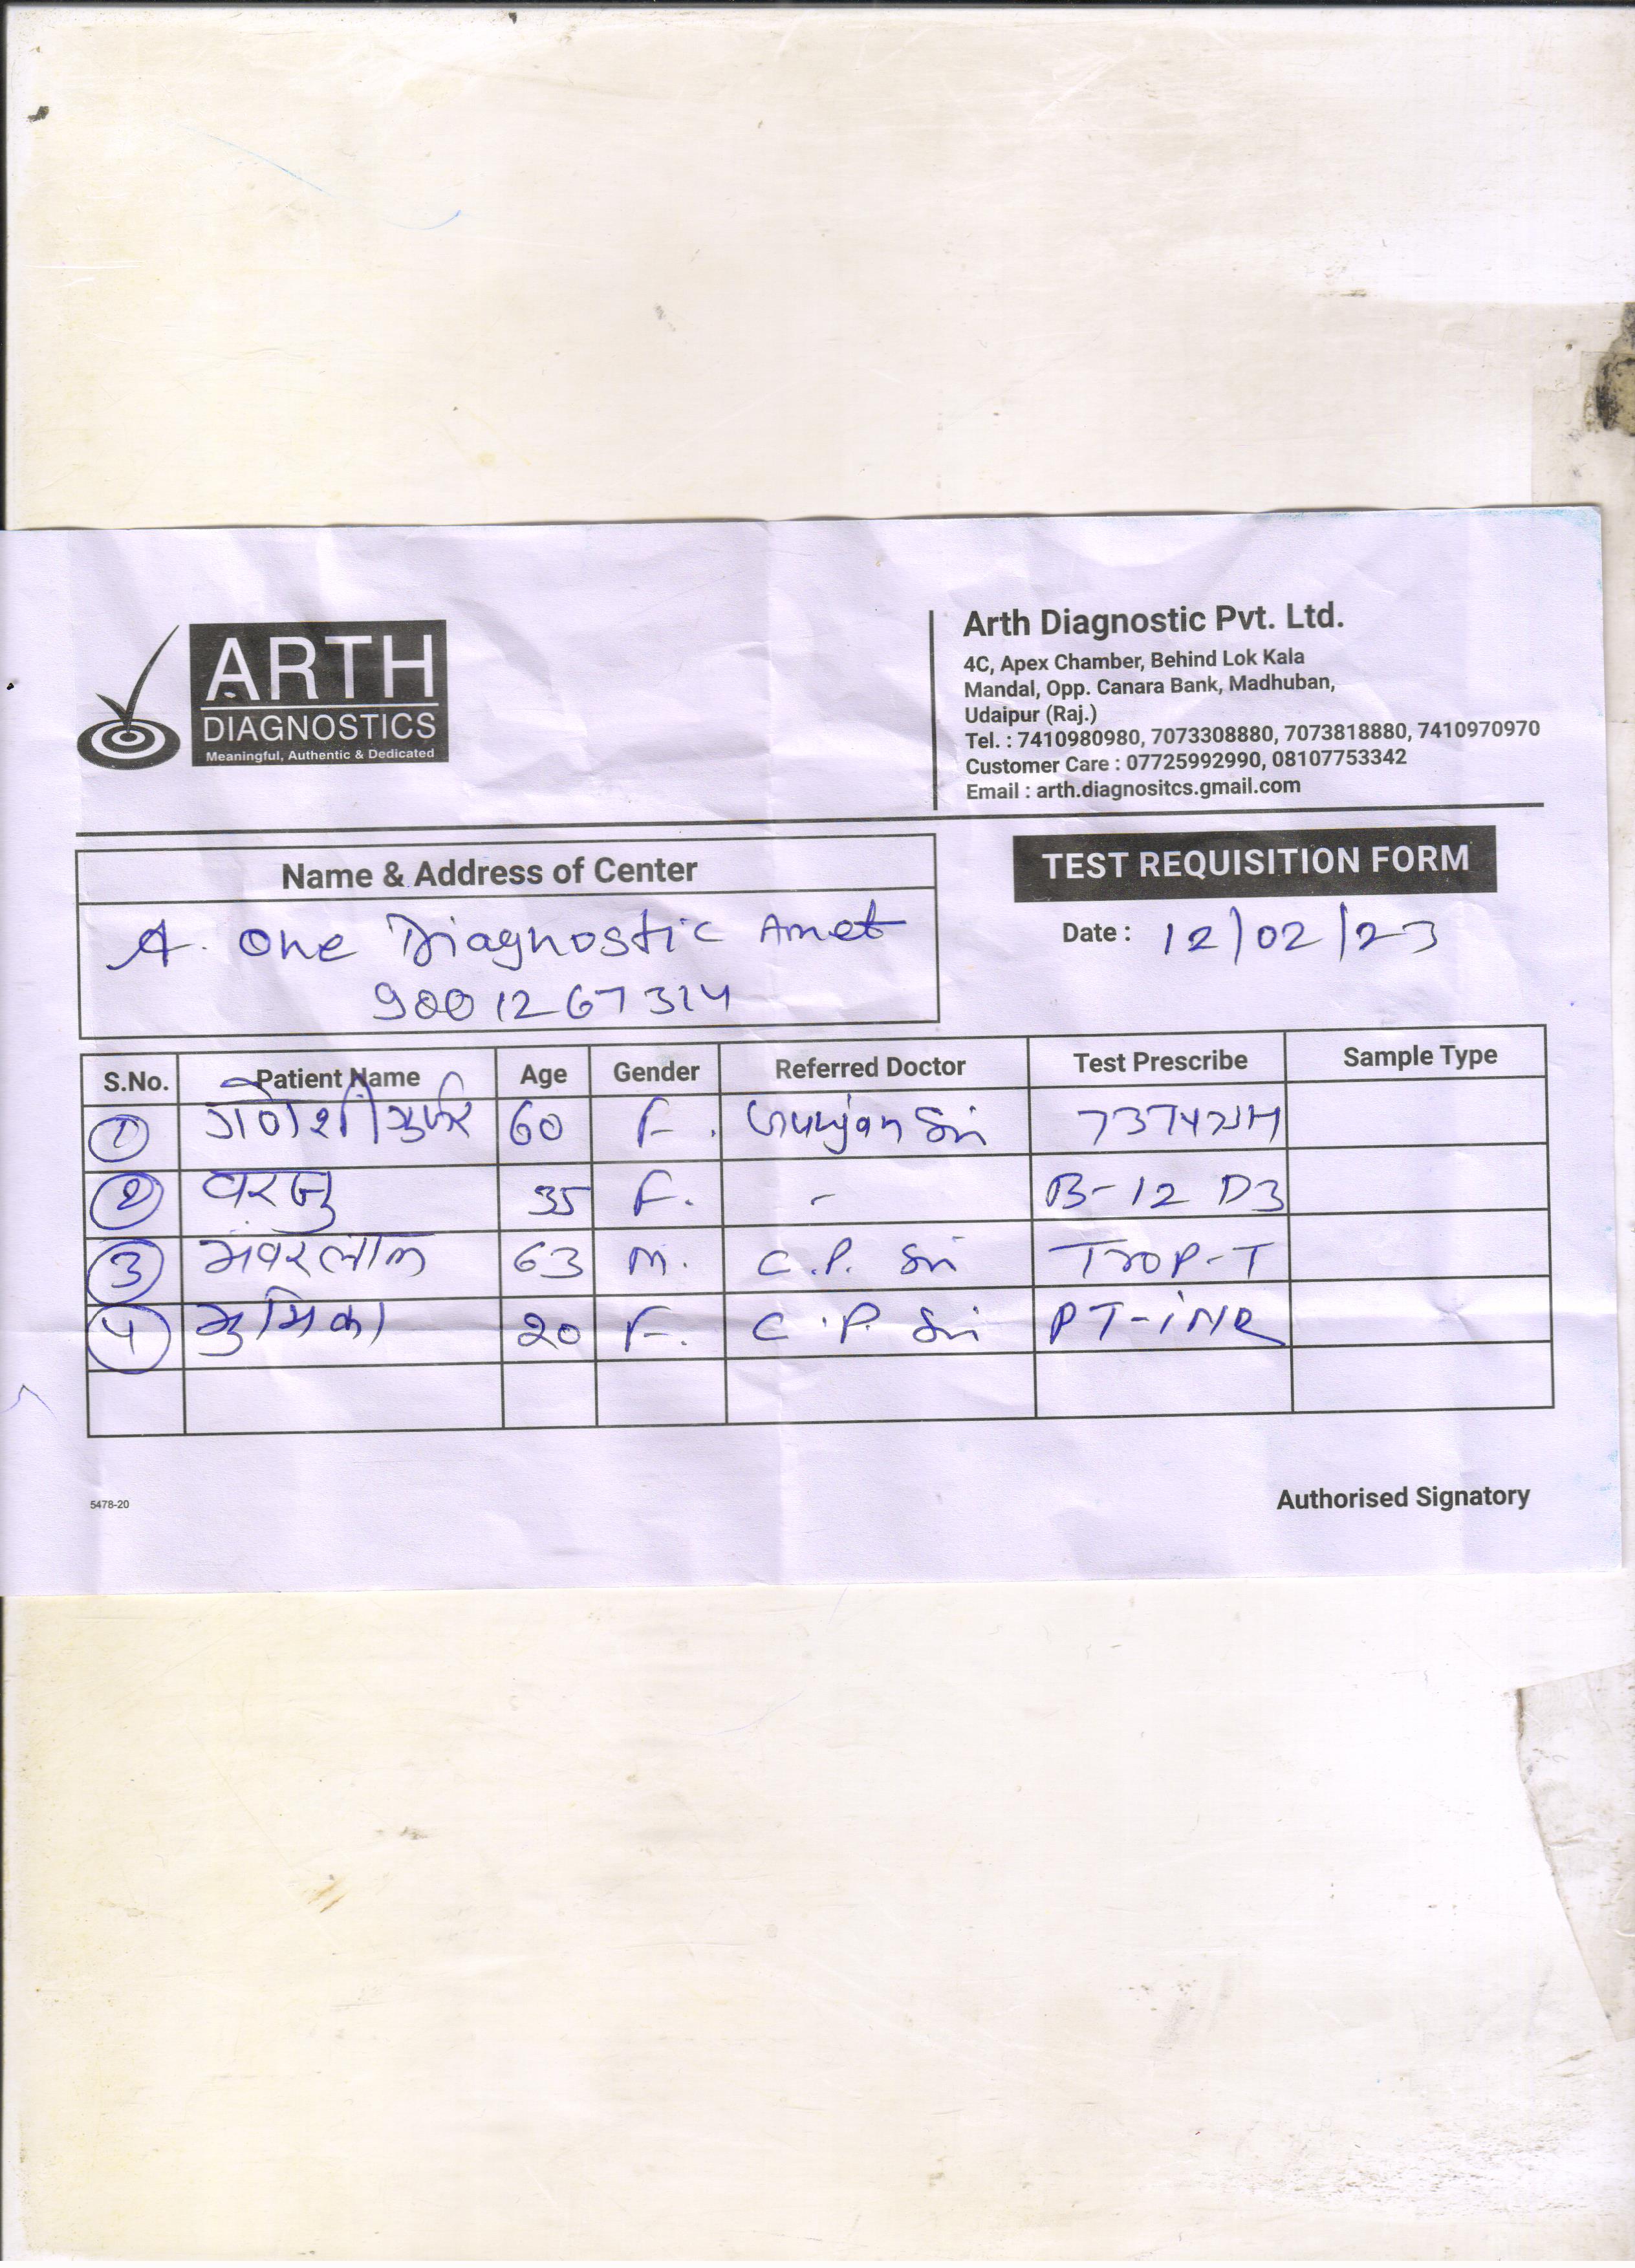 ARTH
DIAGNOSTICS
Meaningful, Authentic & Dedicated
Arth Diagnostic Pvt. Ltd.
4C, Apex Chamber, Behind Lok Kala
Mandal, Opp. Canara Bank, Madhuban,
Udaipur (Raj.)
Tel. : 7410980980, 7073308880, 7073818880, 7410970970
Customer Care : 07725992990, 08107753342
Email : arth.diagnositcs.gmail.com
Name & Address of Center
TEST REQUISITION FORM
A. One Diagnostic Amet
9001267314
Date : 12/02/23
S.No. Patient Name Age Gender Referred Doctor Test Prescribe Sample Type
1 60 F. Gunjan Sir T3T4TSH
2 वरजु 35 F. - B-12 D3
3 भवरलाल 63 M. C.P. Sir Trop-T
4 भुमिका 20 F. C.P. Sir PT-iNR
5478-20
Authorised Signatory